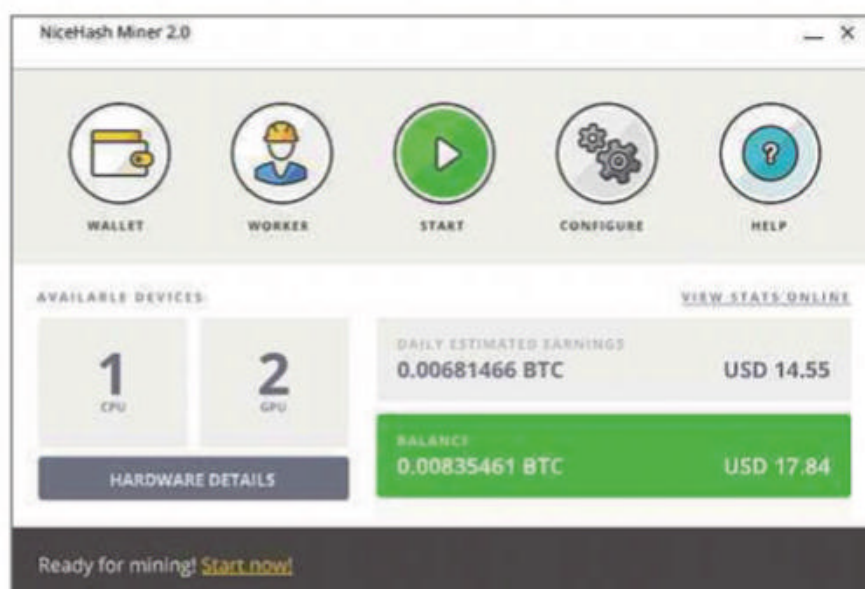 NiceHash Miner 2.0
WALLET
WORKER
START
CONFIGURE
HELP
AVAILABLE DEVICES
VIEW STATS ONLINE
1
CPU
2
GPU
HARDWARE DETAILS
DAILY ESTIMATED EARNINGS
0.00681466 BTC USD 14.55
BALANCE
0.00835461 BTC USD 17.84
Ready for mining! Start now!